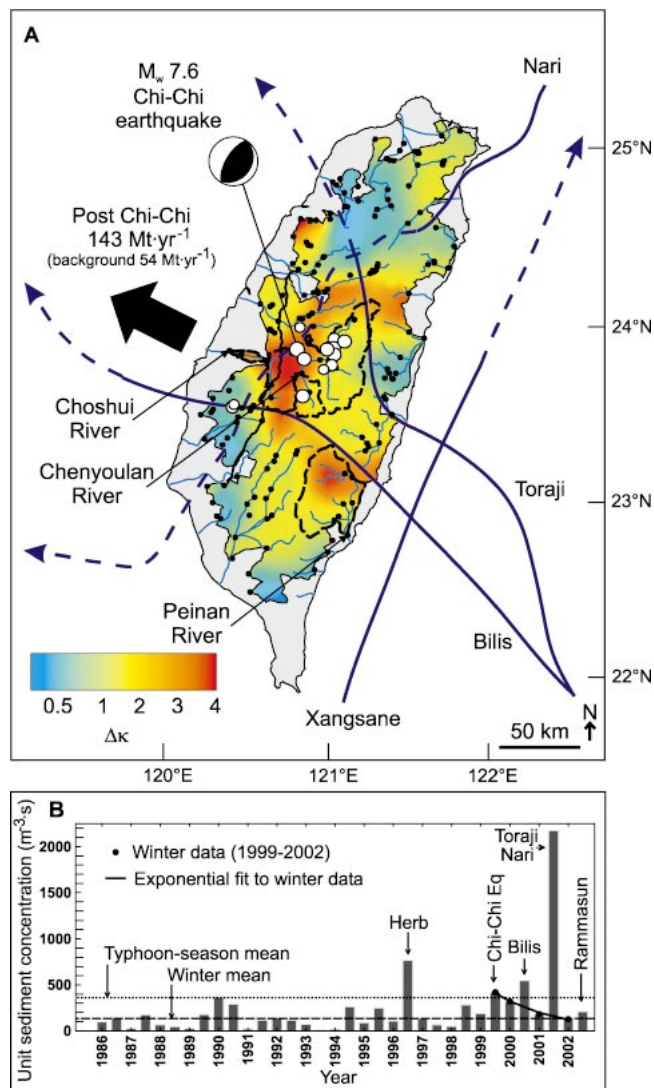 A
M_w 7.6
Chi-Chi
earthquake
Nari
25°N
Post Chi-Chi
143 Mt·yr⁻¹
(background 54 Mt·yr⁻¹)
24°N
Choshui
River
Chenyoulan
River
23°N
Toraji
Peinan
River
Bilis
22°N
0.5 1 2 3 4
Δκ
Xangsane
N
50 km
120°E 121°E 122°E
B
Unit sediment concentration (m⁻³·s)
2000
1500
1000
500
0
Winter data (1999-2002)
Exponential fit to winter data
Typhoon-season mean
Winter mean
Herb
Chi-Chi Eq
Bilis
Toraji
Nari
Rammasun
1986 1987 1988 1989 1990 1991 1992 1993 1994 1995 1996 1997 1998 1999 2000 2001 2002
Year